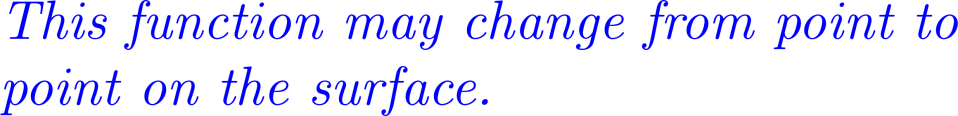 This function may change from point to
point on the surface.